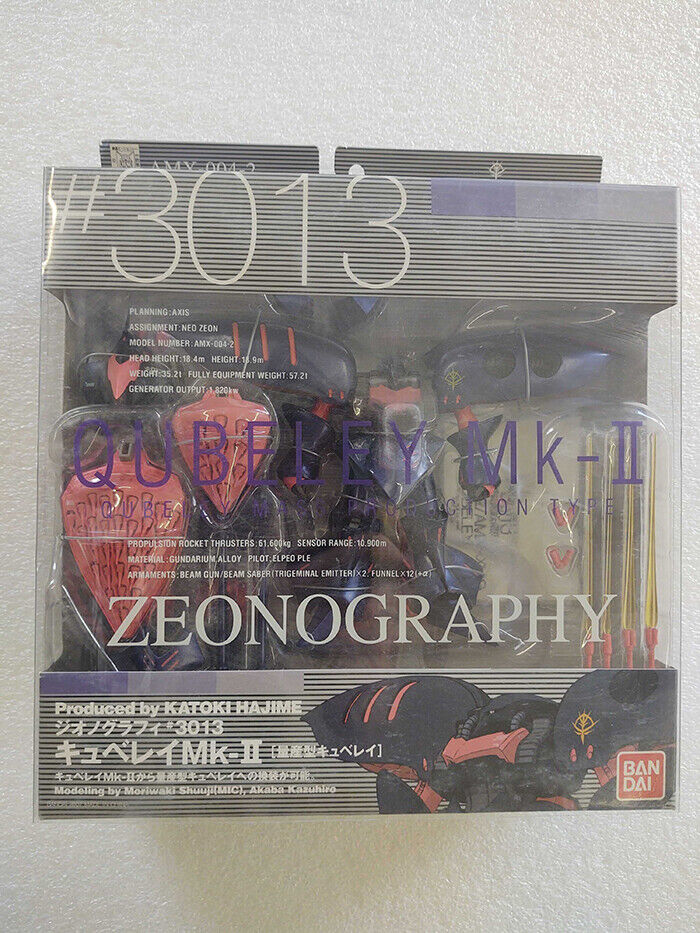 AMX-004-2
#3013
PLANNING:AXIS
ASSIGNMENT:NEO ZEON
MODEL NUMBER:AMX-004-2
HEAD HEIGHT:18.4m HEIGHT:18.9m
WEIGHT:35.2t FULLY EQUIPMENT WEIGHT:57.2t
GENERATOR OUTPUT:1,820kw
QUBELEY Mk-II
QUBELEY MASS PRODUCTION TYPE
PROPULSION ROCKET THRUSTERS:61,600kg SENSOR RANGE:10,900m
MATERIAL:GUNDARIUM ALLOY PILOT:ELPEO PLE
ARMAMENTS:BEAM GUN/BEAM SABER(TRIGEMINAL EMITTER)×2, FUNNEL×12(+α)
ZEONOGRAPHY
Produced by KATOKI HAJIME
ジオノグラフィ #3013
キュベレイMk-II [量産型キュベレイ]
キュベレイMk-IIから量産型キュベレイへの換装が可能。
Modeling by Moriwaki Shuuji(MIC), Akaba Kazuhiro
BAN
DAI